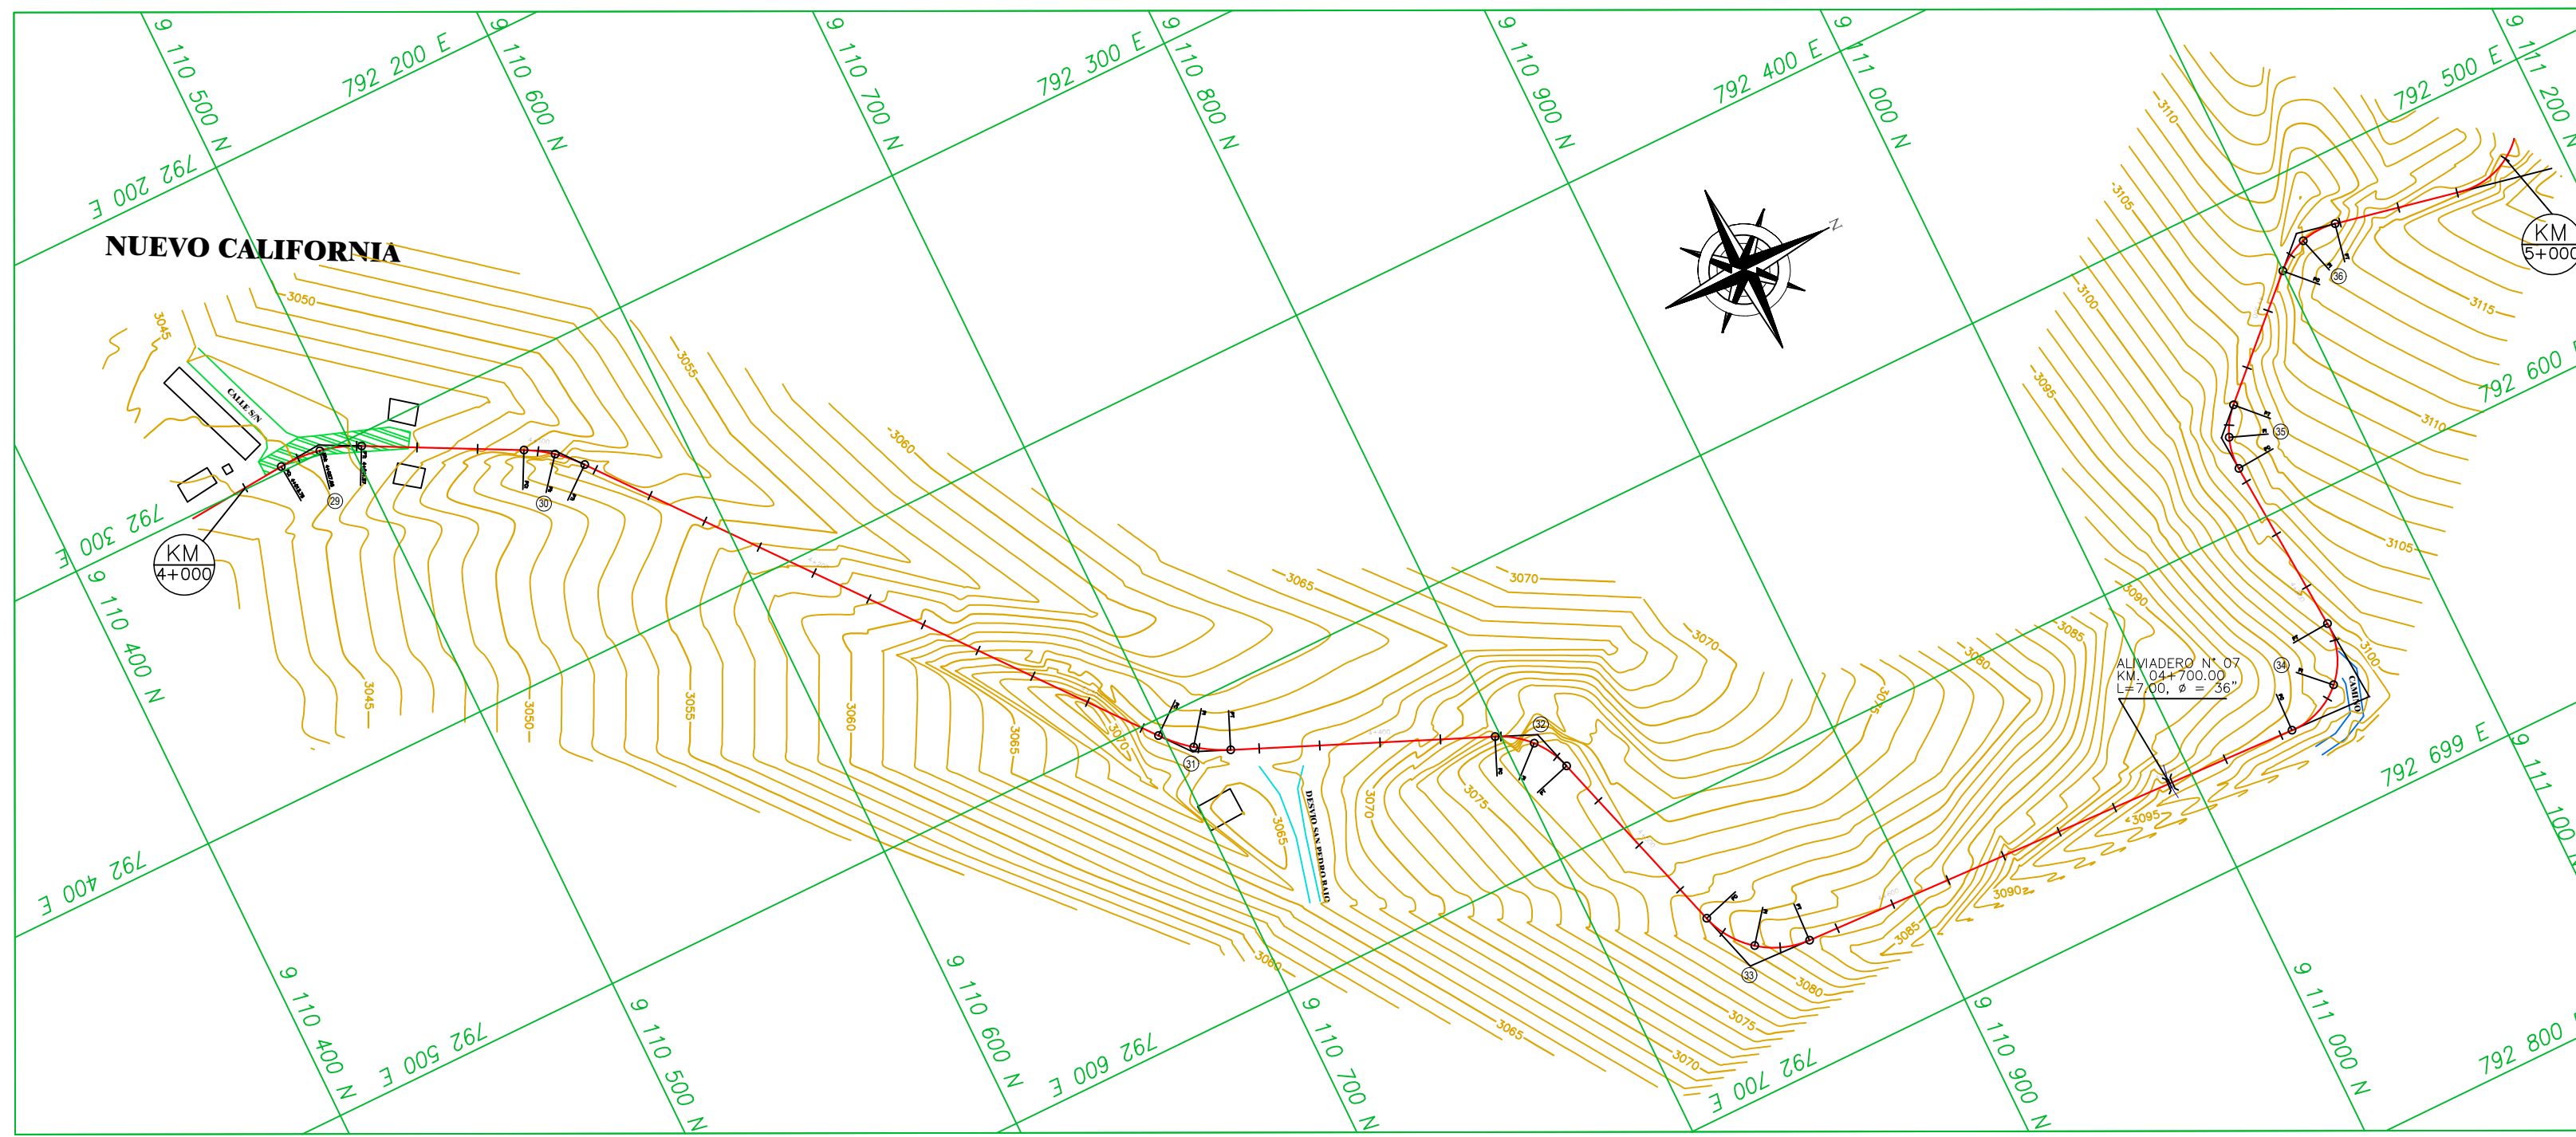 9 110 500 N
792 200 E
9 110 600 N
9 110 700 N
792 300 E
9 110 800 N
9 110 900 N
792 400 E
9 111 000 N
792 500 E
9 111 200 N
792 200 E
NUEVO CALIFORNIA
N
KM
5+000
3050
3045
3055
3060
3110
3105
3100
3095
3115
3110
3105
792 600 E
CALLE S/N
29
30
36
35
792 300 E
KM
4+000
9 110 400 N
3065
3070
3070
3090
3085
3080
3075
3100
34
ALIVIADERO N° 07
KM. 04+700.00
L=7.00, ø = 36”
CAMINO
3045
3050
3055
3060
3065
3070
31
32
33
3065
3070
3075
DESVIO SAN PEDRO BAJO
3095
3090
3085
3080
3075
3070
3065
3060
792 699 E
9 111 100 N
792 400 E
9 110 400 N
792 500 E
9 110 500 N
9 110 600 N
792 600 E
9 110 700 N
792 700 E
9 110 900 N
9 111 000 N
792 800 E